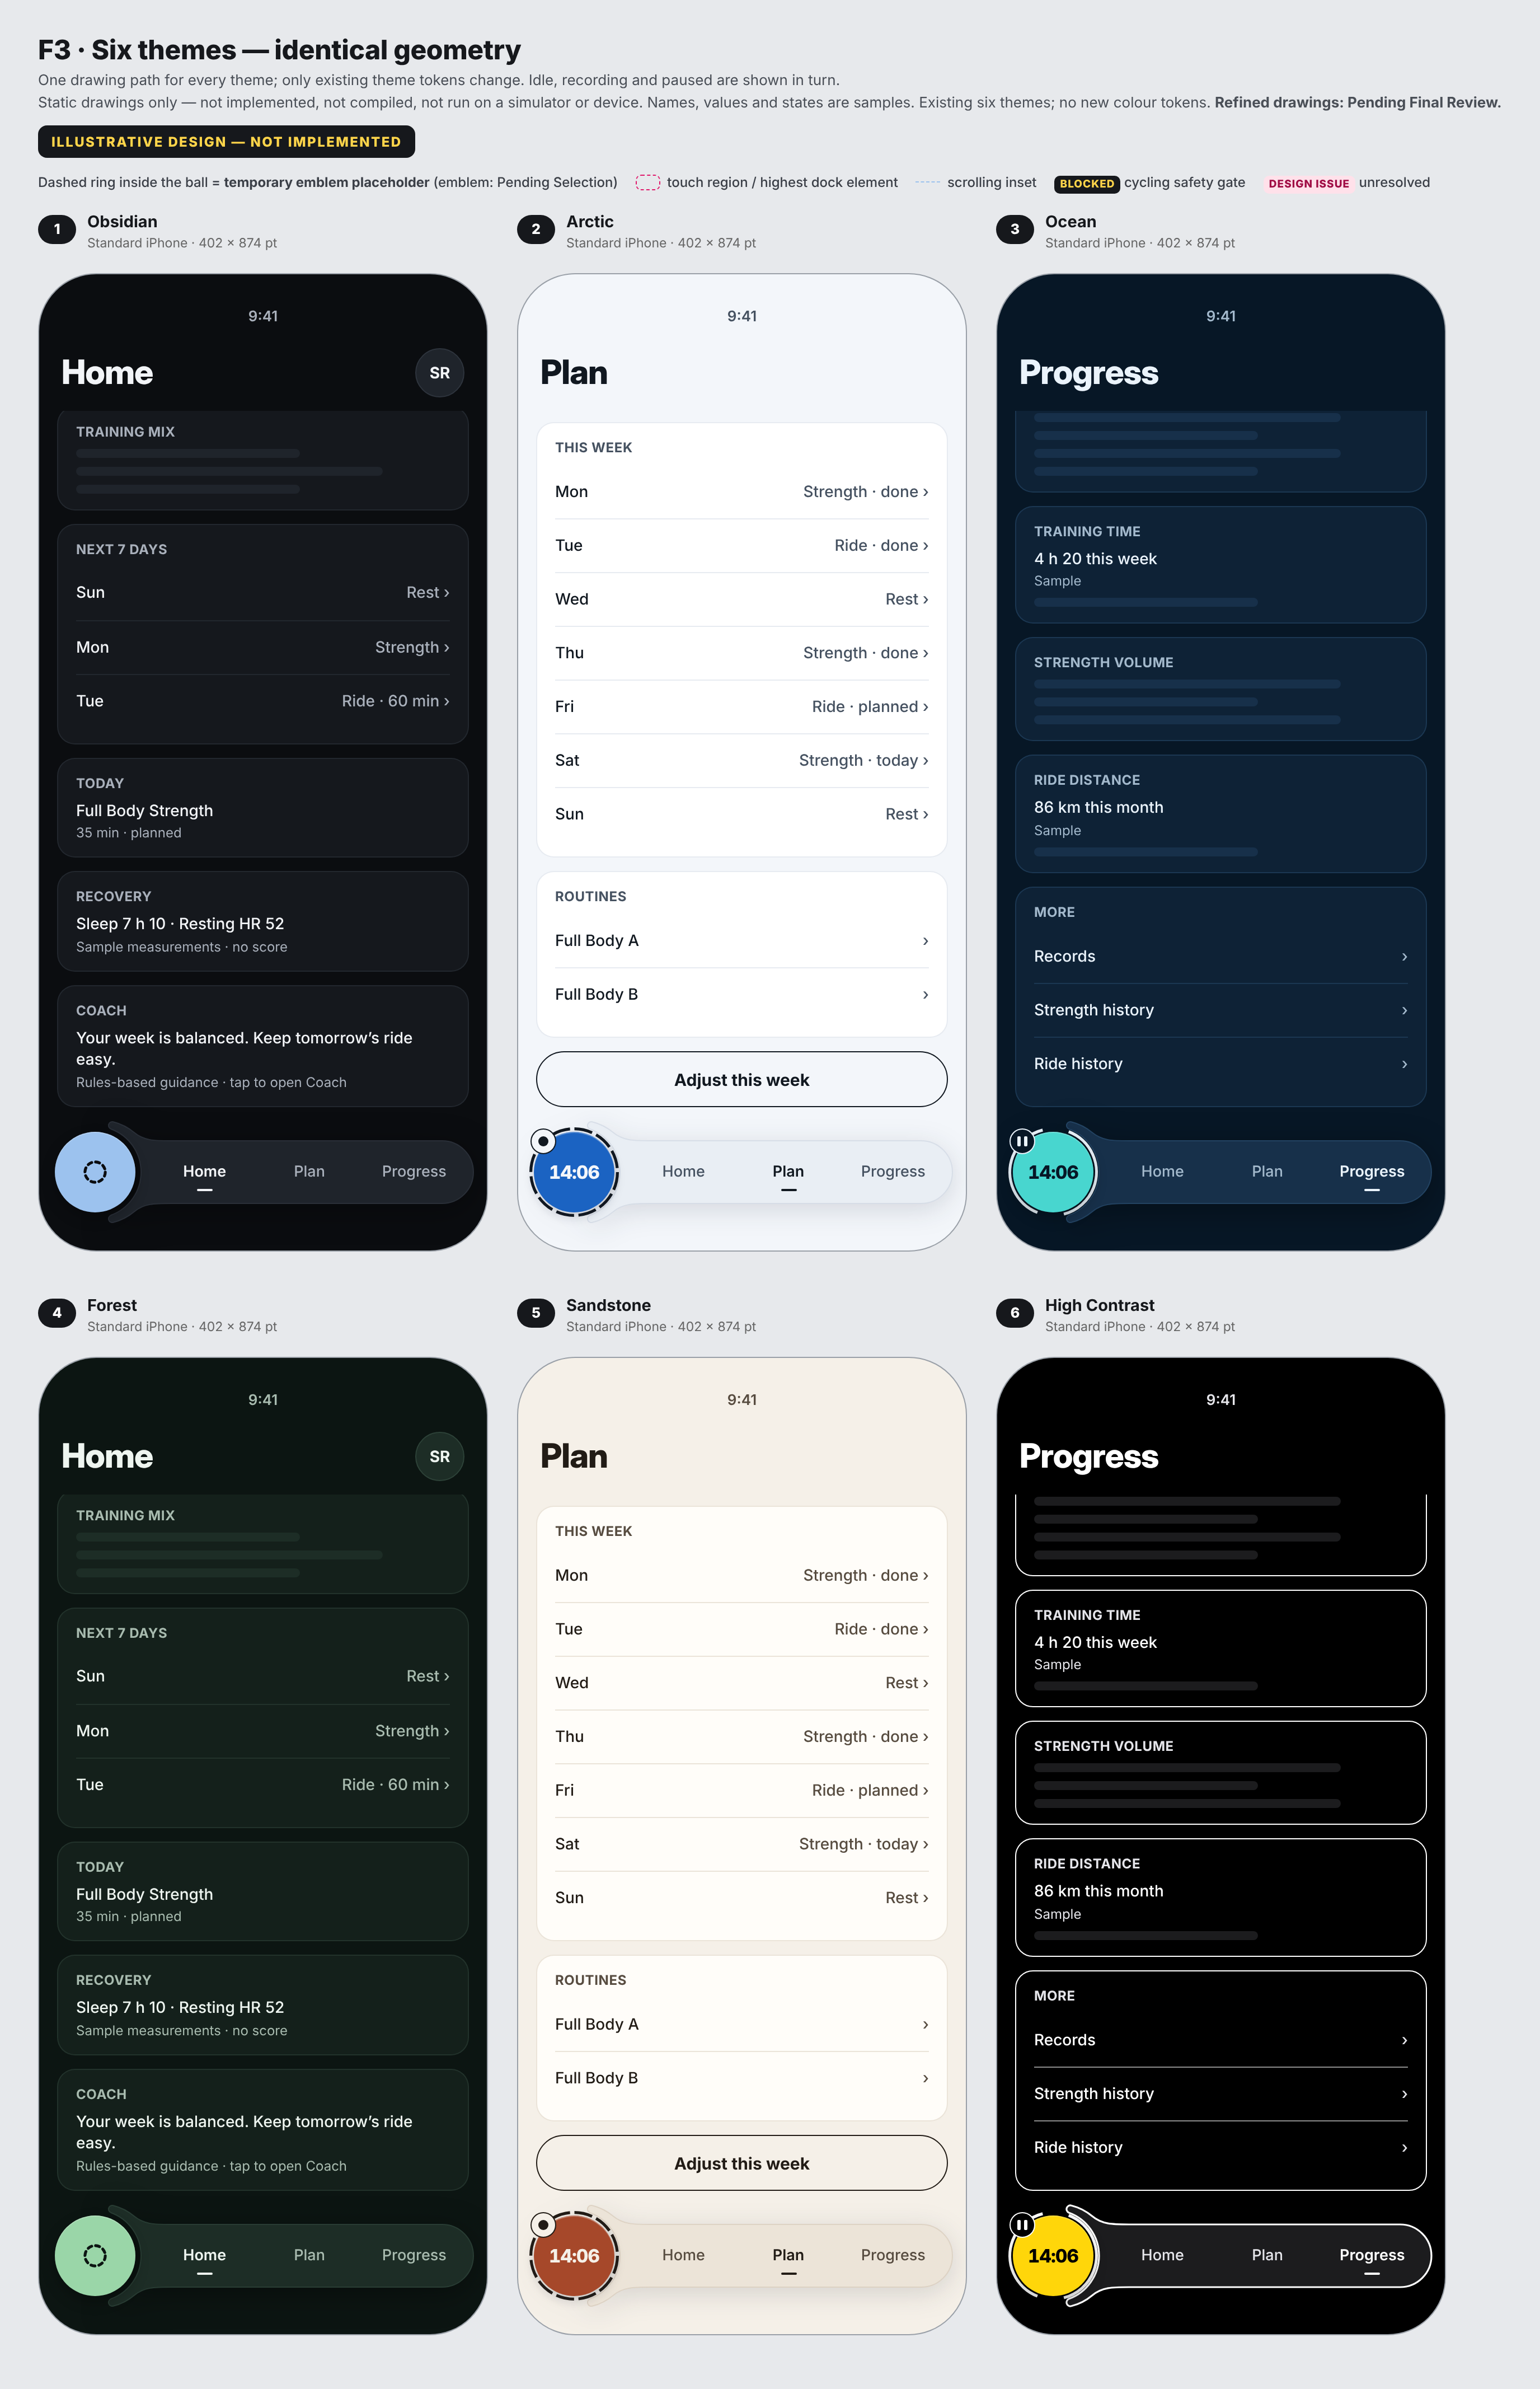 F3 · Six themes — identical geometry
One drawing path for every theme; only existing theme tokens change. Idle, recording and paused are shown in turn.
Static drawings only — not implemented, not compiled, not run on a simulator or device. Names, values and states are samples. Existing six themes; no new colour tokens. Refined drawings: Pending Final Review.
ILLUSTRATIVE DESIGN — NOT IMPLEMENTED
Dashed ring inside the ball = temporary emblem placeholder (emblem: Pending Selection) touch region / highest dock element scrolling inset BLOCKED cycling safety gate DESIGN ISSUE unresolved
1 Obsidian
Standard iPhone · 402 × 874 pt
9:41
Home SR
TRAINING MIX
NEXT 7 DAYS
Sun Rest ›
Mon Strength ›
Tue Ride · 60 min ›
TODAY
Full Body Strength
35 min · planned
RECOVERY
Sleep 7 h 10 · Resting HR 52
Sample measurements · no score
COACH
Your week is balanced. Keep tomorrow’s ride
easy.
Rules-based guidance · tap to open Coach
Home Plan Progress
2 Arctic
Standard iPhone · 402 × 874 pt
9:41
Plan
THIS WEEK
Mon Strength · done ›
Tue Ride · done ›
Wed Rest ›
Thu Strength · done ›
Fri Ride · planned ›
Sat Strength · today ›
Sun Rest ›
ROUTINES
Full Body A ›
Full Body B ›
Adjust this week
14:06 Home Plan Progress
3 Ocean
Standard iPhone · 402 × 874 pt
9:41
Progress
TRAINING TIME
4 h 20 this week
Sample
STRENGTH VOLUME
RIDE DISTANCE
86 km this month
Sample
MORE
Records ›
Strength history ›
Ride history ›
14:06 Home Plan Progress
4 Forest
Standard iPhone · 402 × 874 pt
9:41
Home SR
TRAINING MIX
NEXT 7 DAYS
Sun Rest ›
Mon Strength ›
Tue Ride · 60 min ›
TODAY
Full Body Strength
35 min · planned
RECOVERY
Sleep 7 h 10 · Resting HR 52
Sample measurements · no score
COACH
Your week is balanced. Keep tomorrow’s ride
easy.
Rules-based guidance · tap to open Coach
Home Plan Progress
5 Sandstone
Standard iPhone · 402 × 874 pt
9:41
Plan
THIS WEEK
Mon Strength · done ›
Tue Ride · done ›
Wed Rest ›
Thu Strength · done ›
Fri Ride · planned ›
Sat Strength · today ›
Sun Rest ›
ROUTINES
Full Body A ›
Full Body B ›
Adjust this week
14:06 Home Plan Progress
6 High Contrast
Standard iPhone · 402 × 874 pt
9:41
Progress
TRAINING TIME
4 h 20 this week
Sample
STRENGTH VOLUME
RIDE DISTANCE
86 km this month
Sample
MORE
Records ›
Strength history ›
Ride history ›
14:06 Home Plan Progress